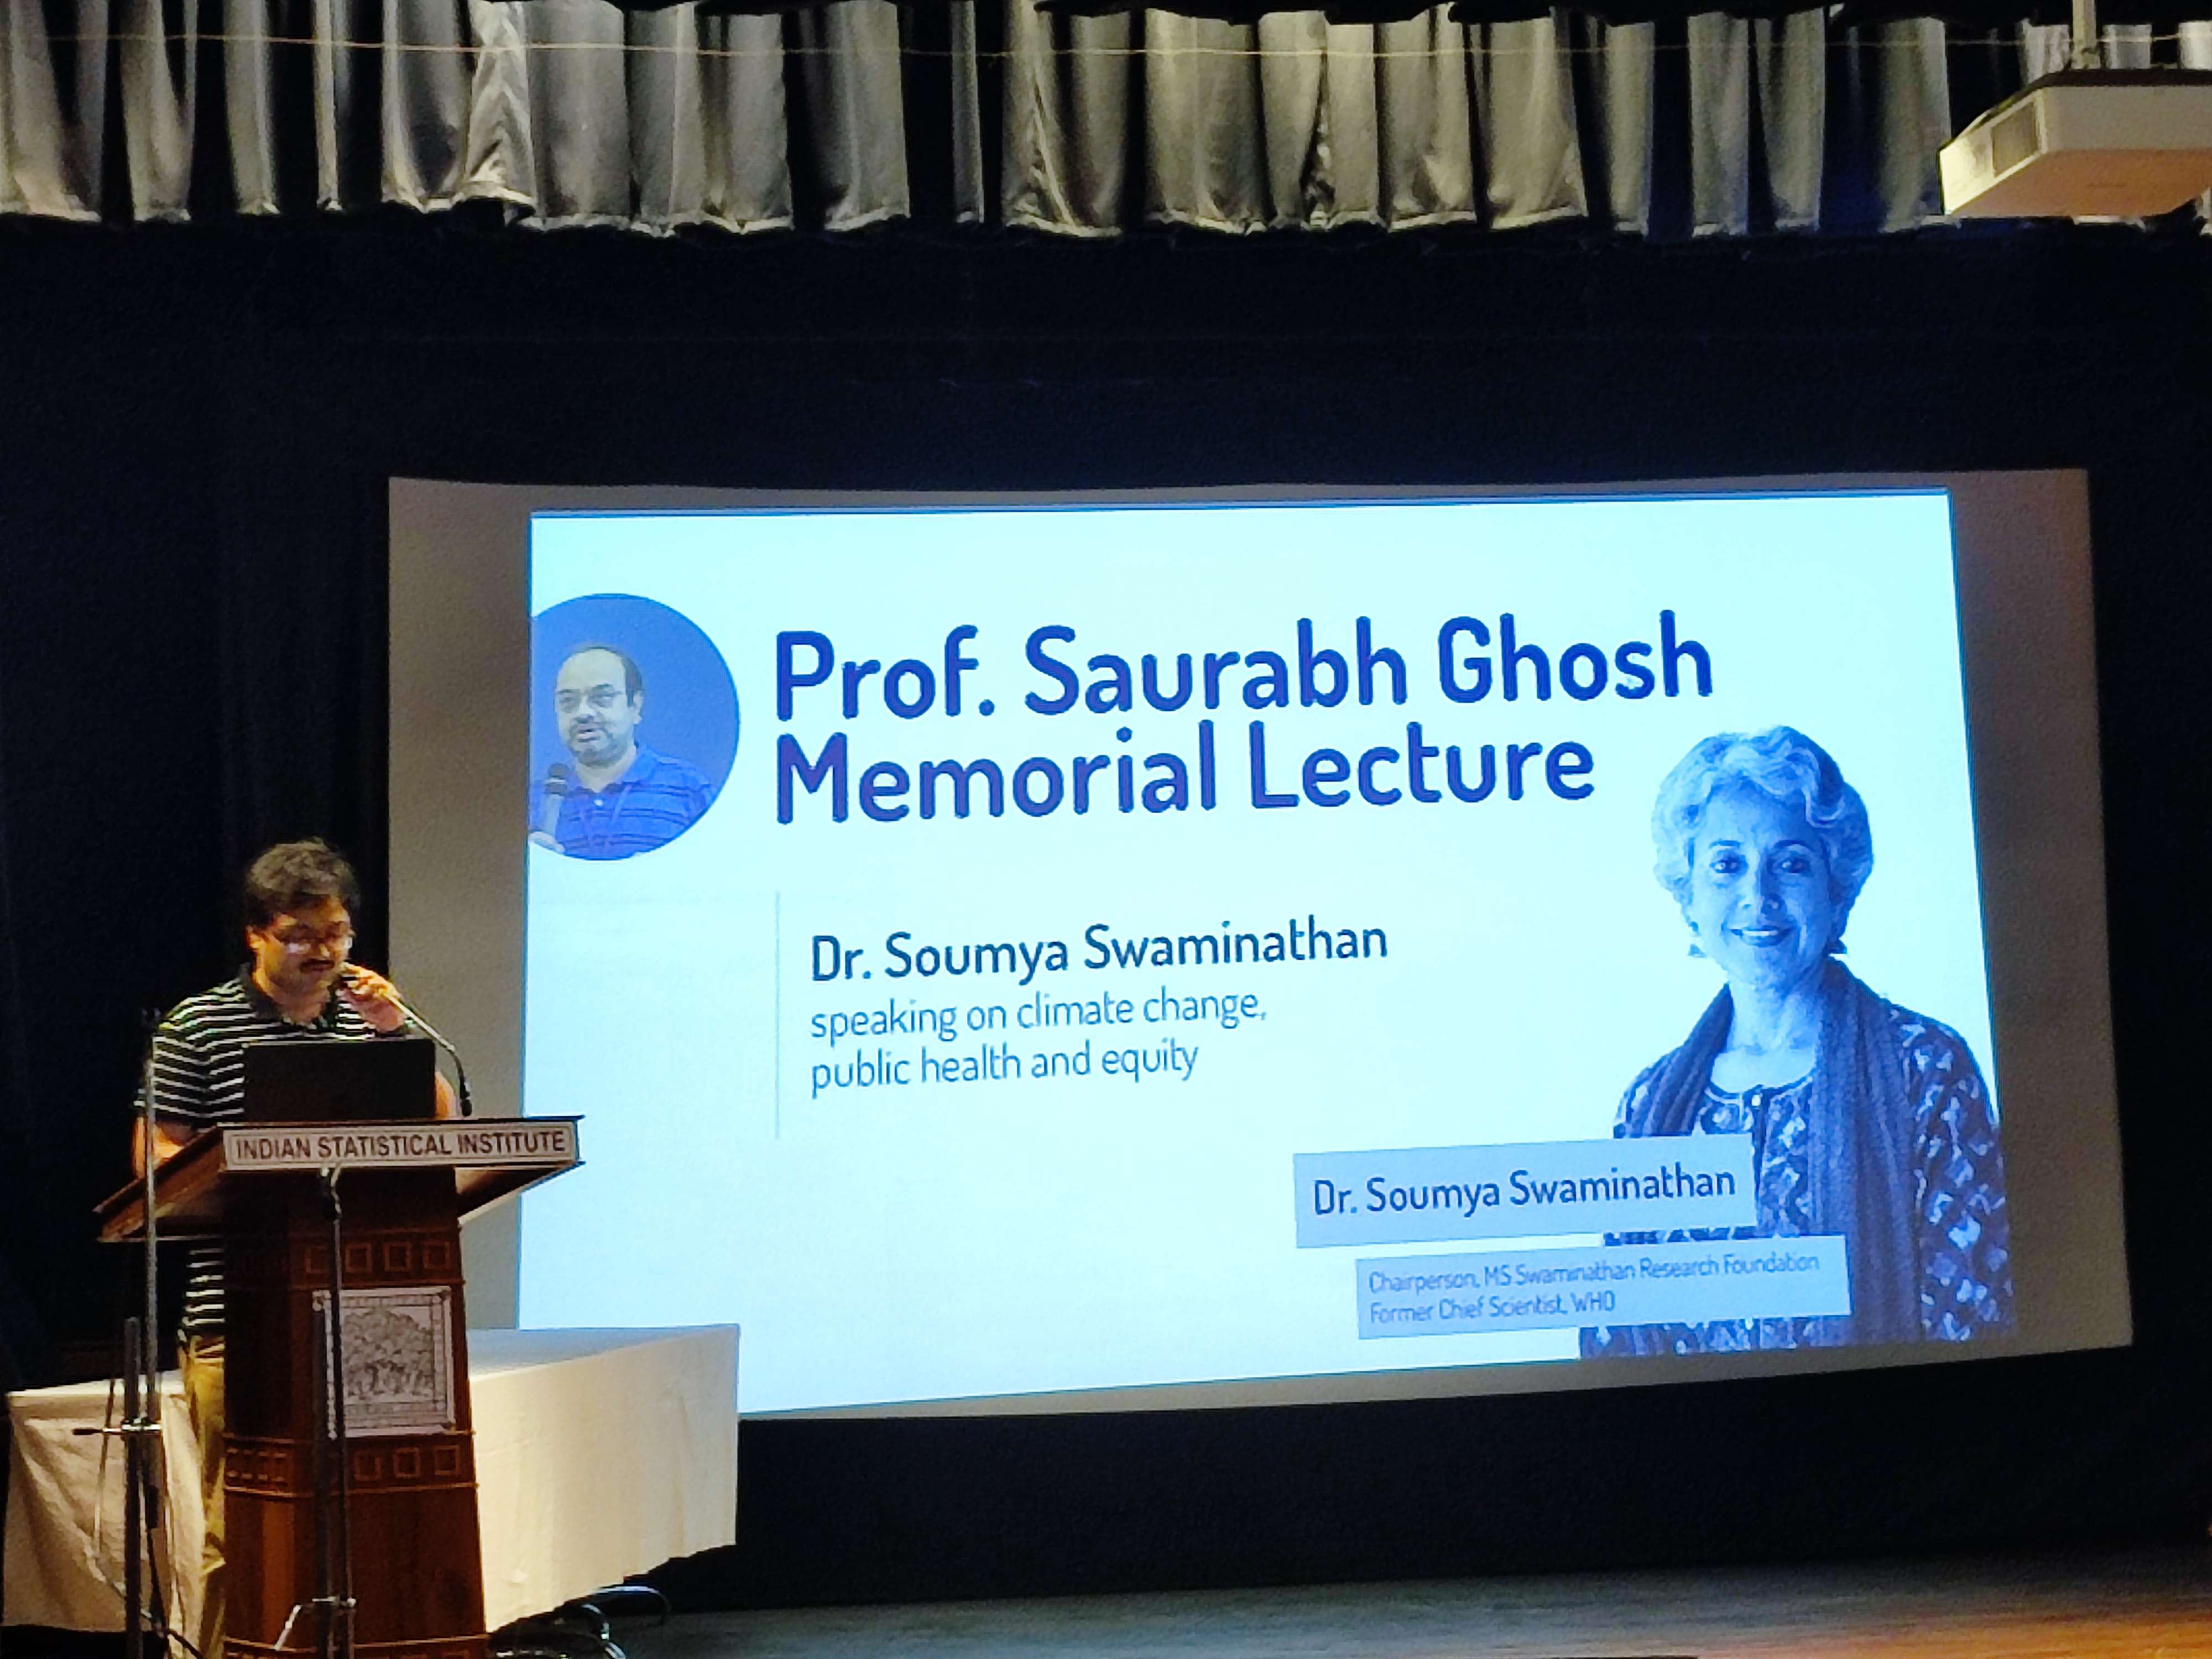 Prof. Saurabh Ghosh
Memorial Lecture
Dr. Soumya Swaminathan
speaking on climate change,
public health and equity
Dr. Soumya Swaminathan
Chairperson, MS Swaminathan Research Foundation
Former Chief Scientist, WHO
INDIAN STATISTICAL INSTITUTE